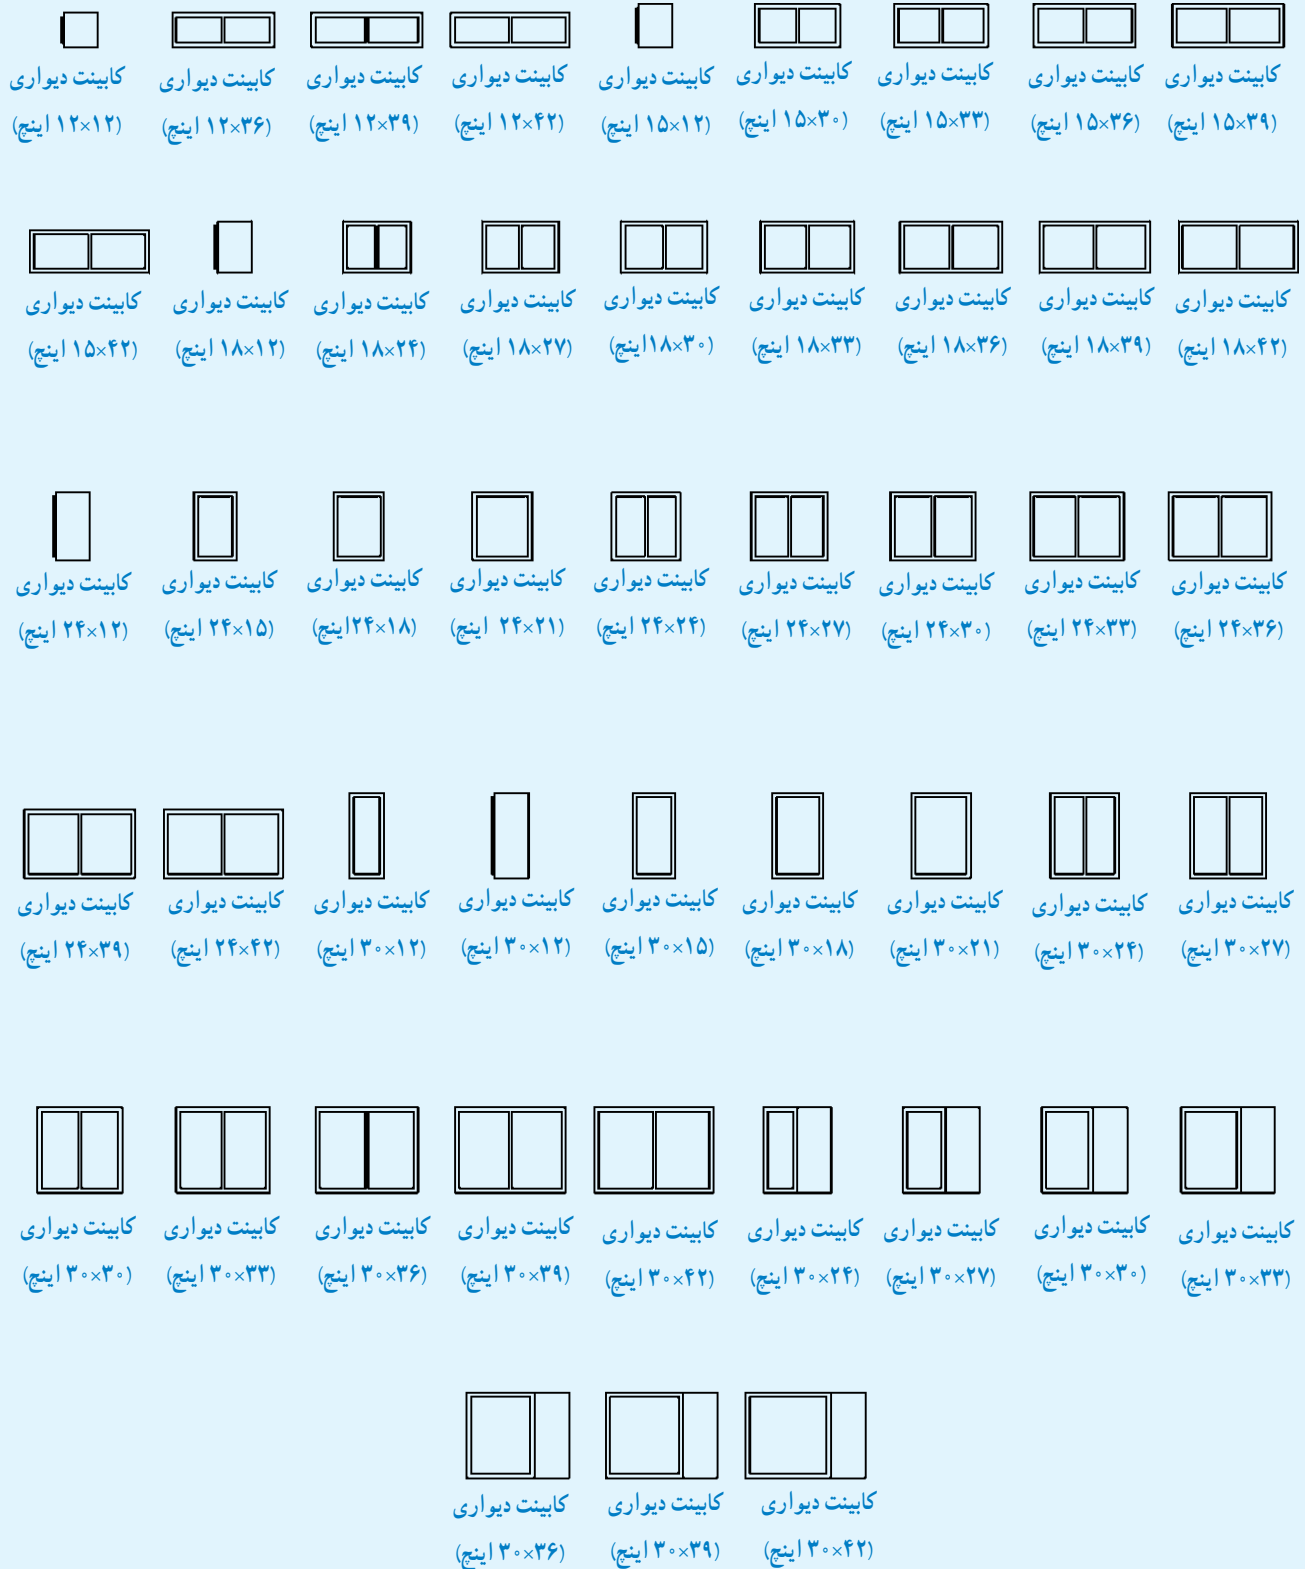 کابینت دیواری
(۱۲×۱۲ اینچ)
کابینت دیواری
(۳۶×۱۲ اینچ)
کابینت دیواری
(۳۹×۱۲ اینچ)
کابینت دیواری
(۴۲×۱۲ اینچ)
کابینت دیواری
(۱۲×۱۵ اینچ)
کابینت دیواری
(۳۰×۱۵ اینچ)
کابینت دیواری
(۳۳×۱۵ اینچ)
کابینت دیواری
(۳۶×۱۵ اینچ)
کابینت دیواری
(۳۹×۱۵ اینچ)
کابینت دیواری
(۴۲×۱۵ اینچ)
کابینت دیواری
(۱۲×۱۸ اینچ)
کابینت دیواری
(۲۴×۱۸ اینچ)
کابینت دیواری
(۲۷×۱۸ اینچ)
کابینت دیواری
(۳۰×۱۸اینچ)
کابینت دیواری
(۳۳×۱۸ اینچ)
کابینت دیواری
(۳۶×۱۸ اینچ)
کابینت دیواری
(۳۹×۱۸ اینچ)
کابینت دیواری
(۴۲×۱۸ اینچ)
کابینت دیواری
(۱۲×۲۴ اینچ)
کابینت دیواری
(۱۵×۲۴ اینچ)
کابینت دیواری
(۱۸×۲۴اینچ)
کابینت دیواری
(۲۱×۲۴ اینچ)
کابینت دیواری
(۲۴×۲۴ اینچ)
کابینت دیواری
(۲۷×۲۴ اینچ)
کابینت دیواری
(۳۰×۲۴ اینچ)
کابینت دیواری
(۳۳×۲۴ اینچ)
کابینت دیواری
(۳۶×۲۴ اینچ)
کابینت دیواری
(۳۹×۲۴ اینچ)
کابینت دیواری
(۴۲×۲۴ اینچ)
کابینت دیواری
(۱۲×۳۰ اینچ)
کابینت دیواری
(۱۲×۳۰ اینچ)
کابینت دیواری
(۱۵×۳۰ اینچ)
کابینت دیواری
(۱۸×۳۰ اینچ)
کابینت دیواری
(۲۱×۳۰ اینچ)
کابینت دیواری
(۲۴×۳۰ اینچ)
کابینت دیواری
(۲۷×۳۰ اینچ)
کابینت دیواری
(۳۰×۳۰ اینچ)
کابینت دیواری
(۳۳×۳۰ اینچ)
کابینت دیواری
(۳۶×۳۰ اینچ)
کابینت دیواری
(۳۹×۳۰ اینچ)
کابینت دیواری
(۴۲×۳۰ اینچ)
کابینت دیواری
(۲۴×۳۰ اینچ)
کابینت دیواری
(۲۷×۳۰ اینچ)
کابینت دیواری
(۳۰×۳۰ اینچ)
کابینت دیواری
(۳۳×۳۰ اینچ)
کابینت دیواری
(۳۶×۳۰ اینچ)
کابینت دیواری
(۳۹×۳۰ اینچ)
کابینت دیواری
(۴۲×۳۰ اینچ)